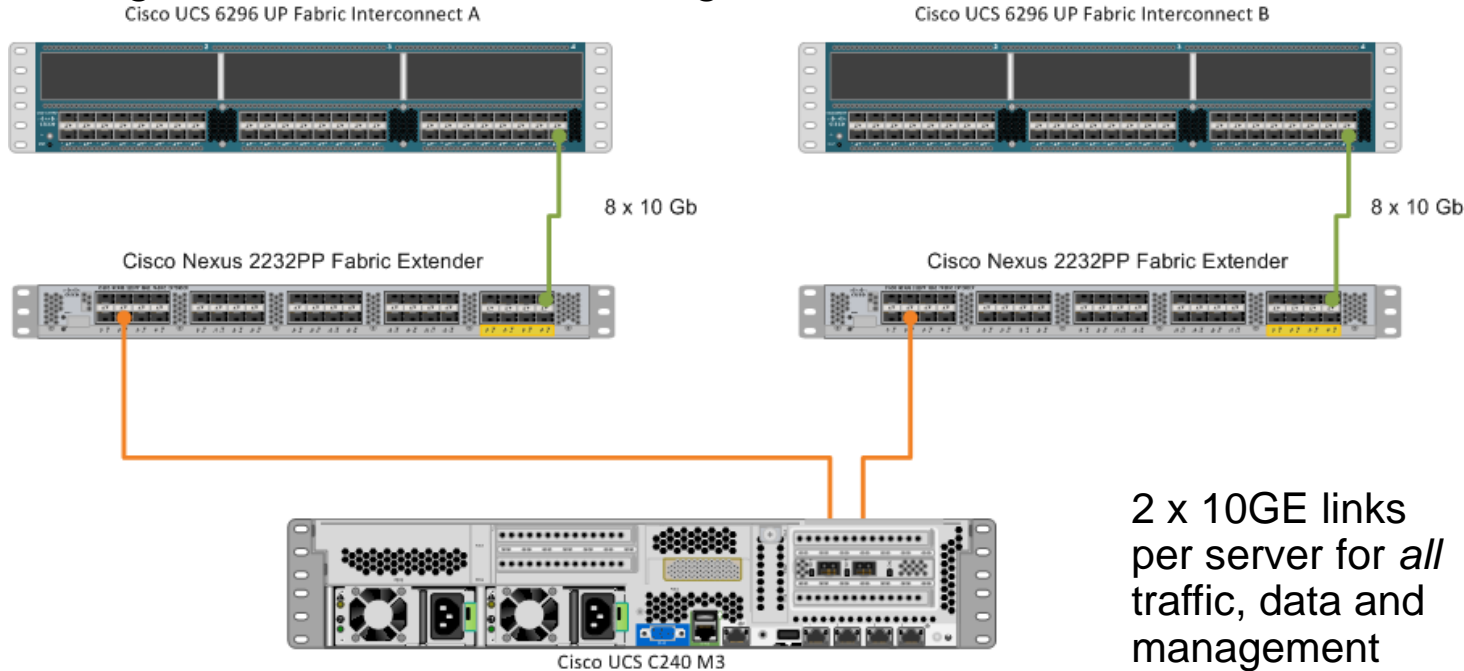 Cisco UCS 6296 UP Fabric Interconnect A
Cisco UCS 6296 UP Fabric Interconnect B
8 x 10 Gb
8 x 10 Gb
Cisco Nexus 2232PP Fabric Extender
Cisco Nexus 2232PP Fabric Extender
2 x 10GE links
per server for all
traffic, data and
management
Cisco UCS C240 M3